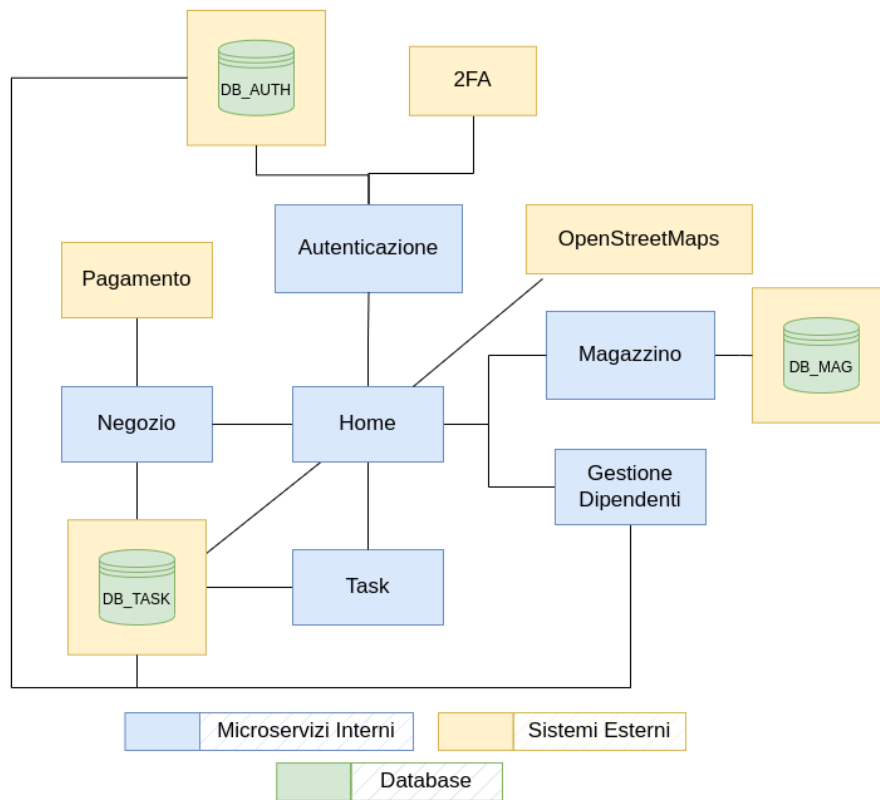 DB_AUTH
2FA
Autenticazione
OpenStreetMaps
Pagamento
Magazzino
DB_MAG
Negozio
Home
Gestione
Dipendenti
DB_TASK
Task
Microservizi Interni
Sistemi Esterni
Database